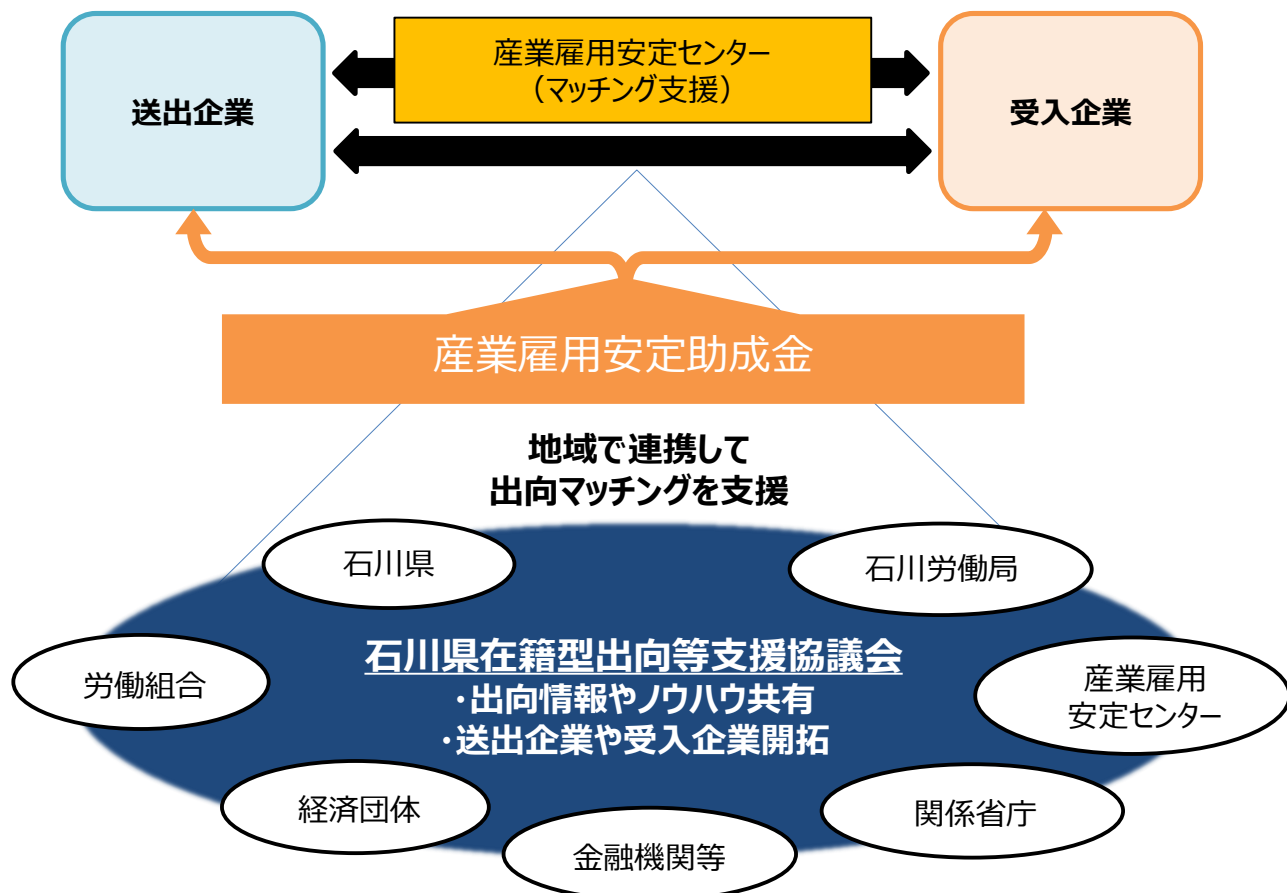 産業雇用安定センター
(マッチング支援)
送出企業
受入企業
産業雇用安定助成金
地域で連携して
出向マッチングを支援
石川県
石川労働局
石川県在籍型出向等支援協議会
・出向情報やノウハウ共有
・送出企業や受入企業開拓
労働組合
産業雇用
安定センター
経済団体
関係省庁
金融機関等